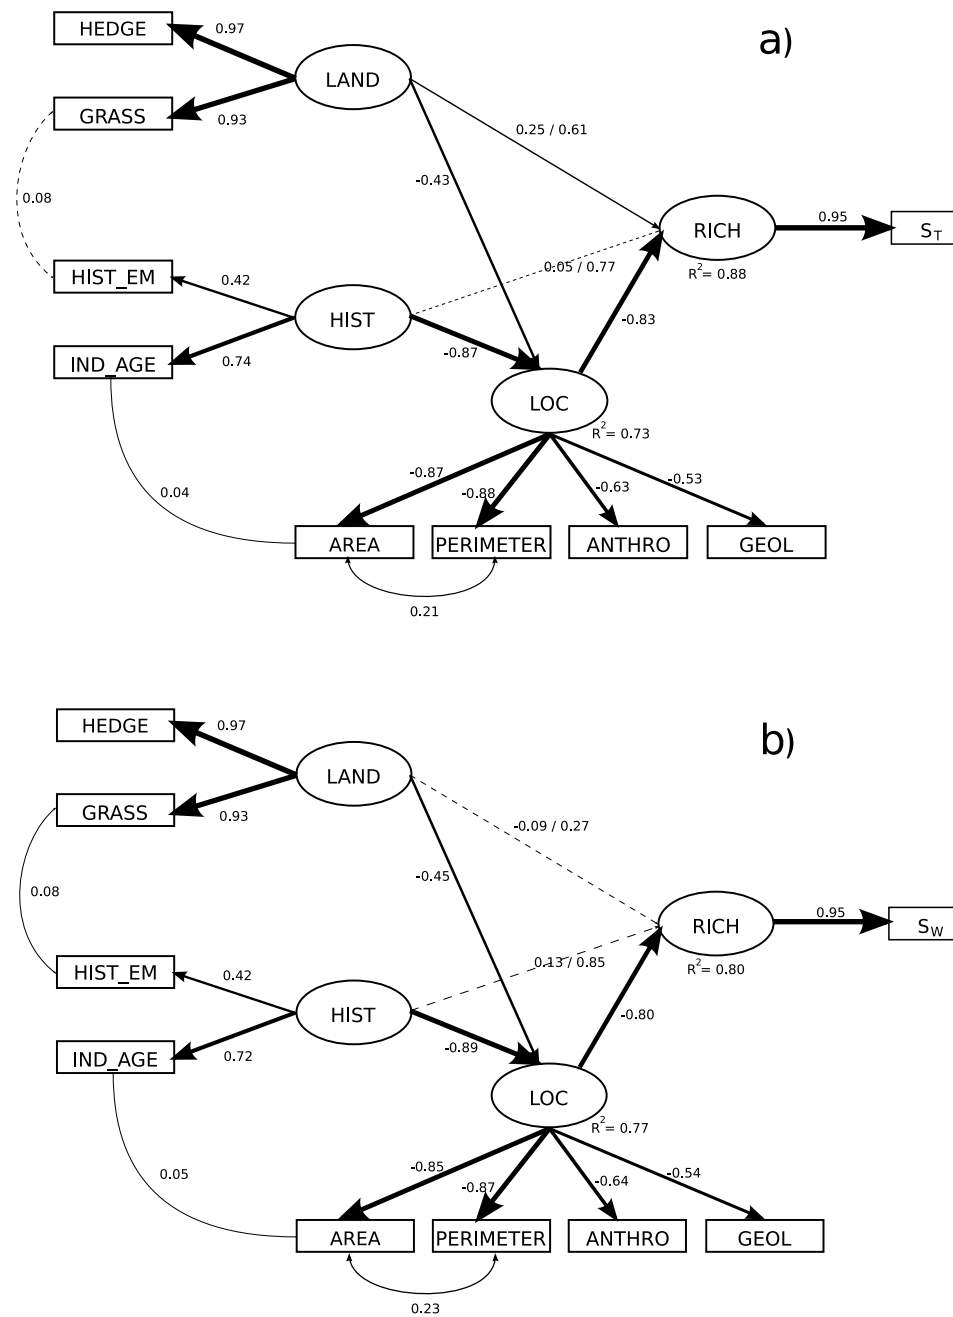 a)
HEDGE
0.97
LAND
GRASS
0.93
0.25 / 0.61
-0.43
0.08
0.95
RICH
S_T
HIST_EM
0.42
0.05 / 0.77
R²= 0.88
HIST
-0.83
IND_AGE
0.74
-0.87
LOC
R²= 0.73
-0.87
-0.88
-0.63
-0.53
0.04
AREA
PERIMETER
ANTHRO
GEOL
0.21
b)
HEDGE
0.97
LAND
GRASS
0.93
-0.09 / 0.27
-0.45
0.08
0.95
RICH
S_W
HIST_EM
0.42
0.13 / 0.85
R²= 0.80
HIST
-0.80
IND_AGE
0.72
-0.89
LOC
R²= 0.77
-0.85
-0.87
-0.64
-0.54
0.05
AREA
PERIMETER
ANTHRO
GEOL
0.23